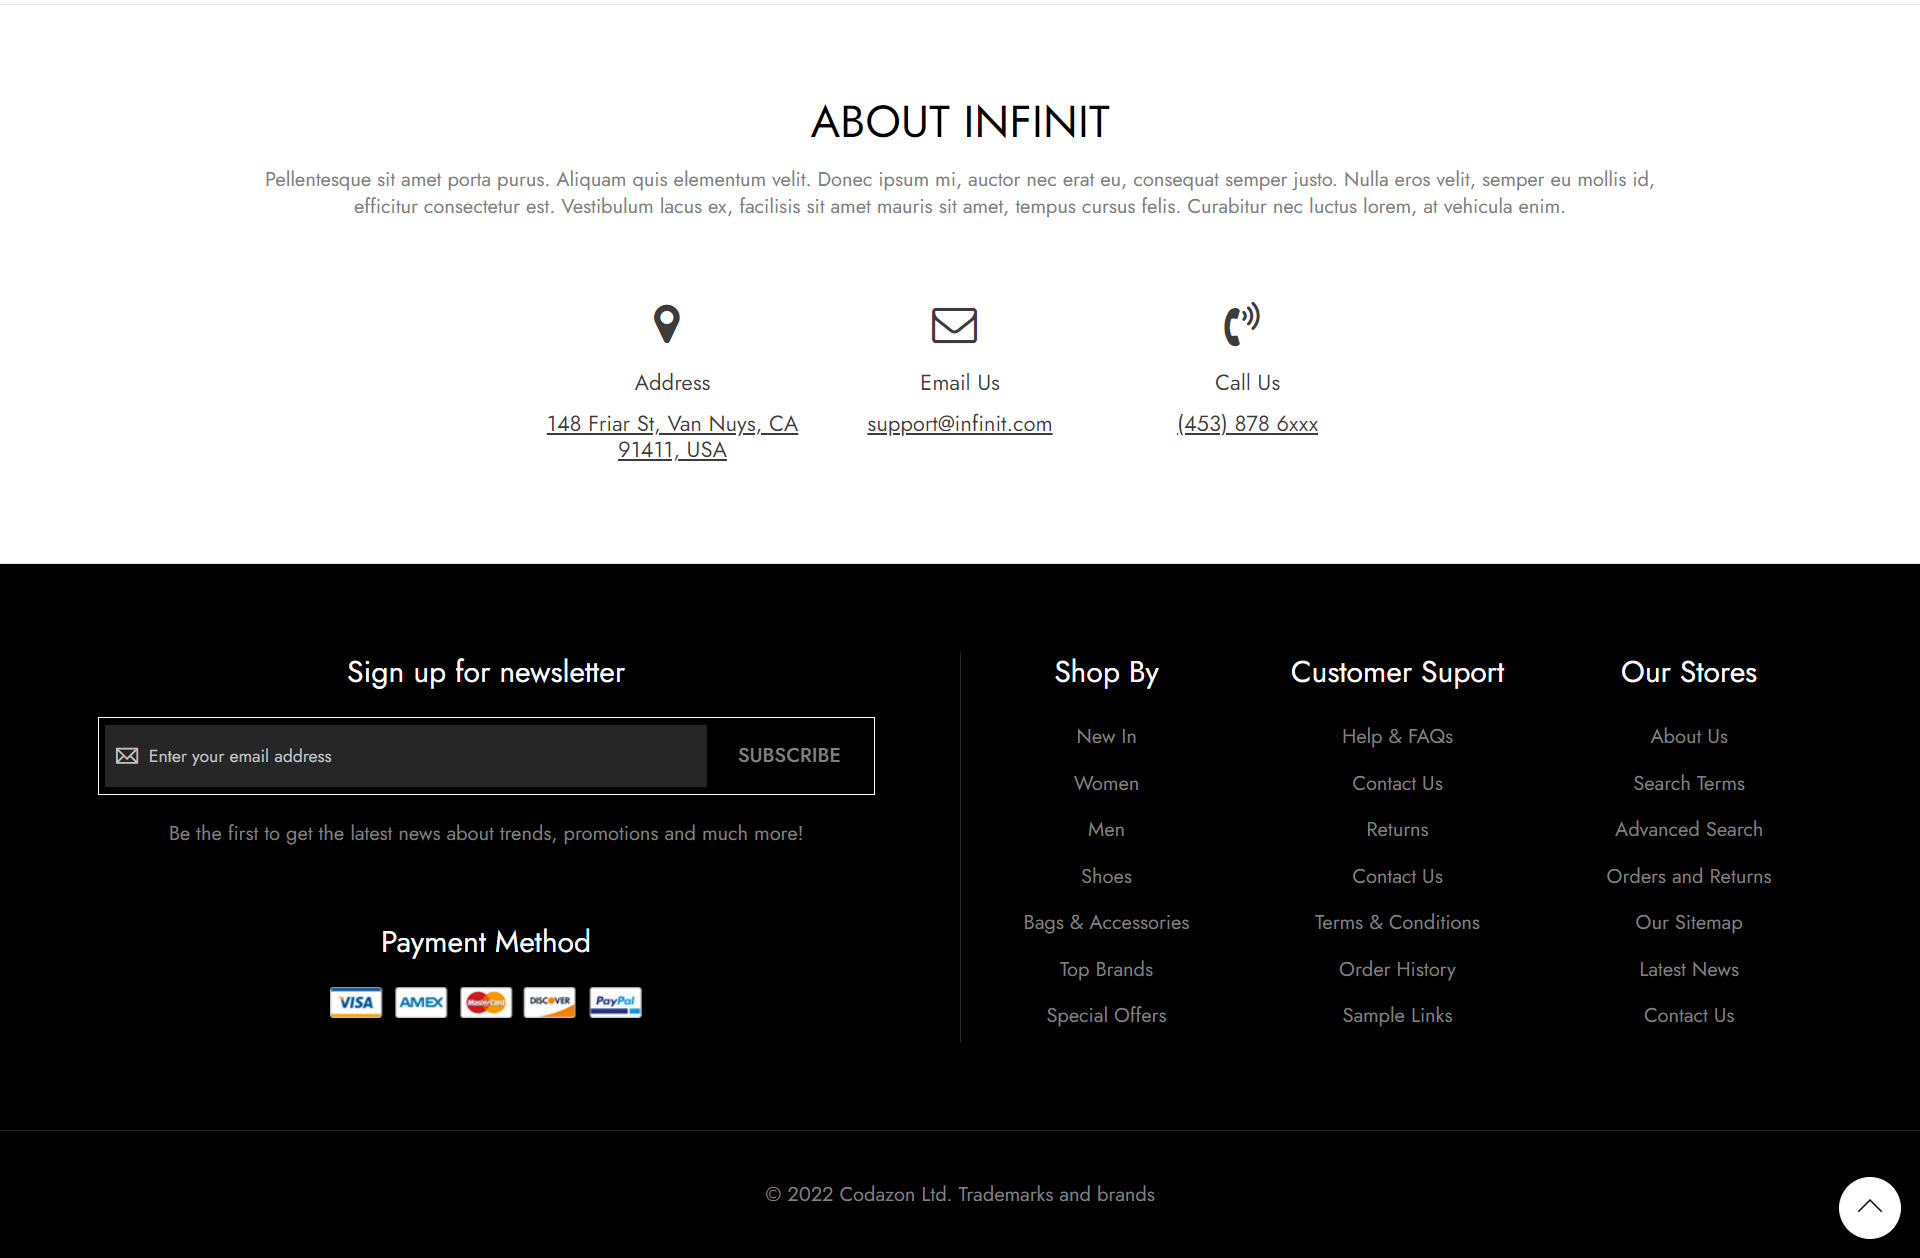 ABOUT INFINIT
Pellentesque sit amet porta purus. Aliquam quis elementum velit. Donec ipsum mi, auctor nec erat eu, consequat semper justo. Nulla eros velit, semper eu mollis id,
efficitur consectetur est. Vestibulum lacus ex, facilisis sit amet mauris sit amet, tempus cursus felis. Curabitur nec luctus lorem, at vehicula enim.
Address
148 Friar St, Van Nuys, CA
91411, USA
Email Us
support@infinit.com
Call Us
(453) 878 6xxx
Sign up for newsletter
Enter your email address
SUBSCRIBE
Be the first to get the latest news about trends, promotions and much more!
Payment Method
VISA
AMEX
MasterCard
DISCOVER
PayPal
Shop By
New In
Women
Men
Shoes
Bags & Accessories
Top Brands
Special Offers
Customer Suport
Help & FAQs
Contact Us
Returns
Contact Us
Terms & Conditions
Order History
Sample Links
Our Stores
About Us
Search Terms
Advanced Search
Orders and Returns
Our Sitemap
Latest News
Contact Us
© 2022 Codazon Ltd. Trademarks and brands